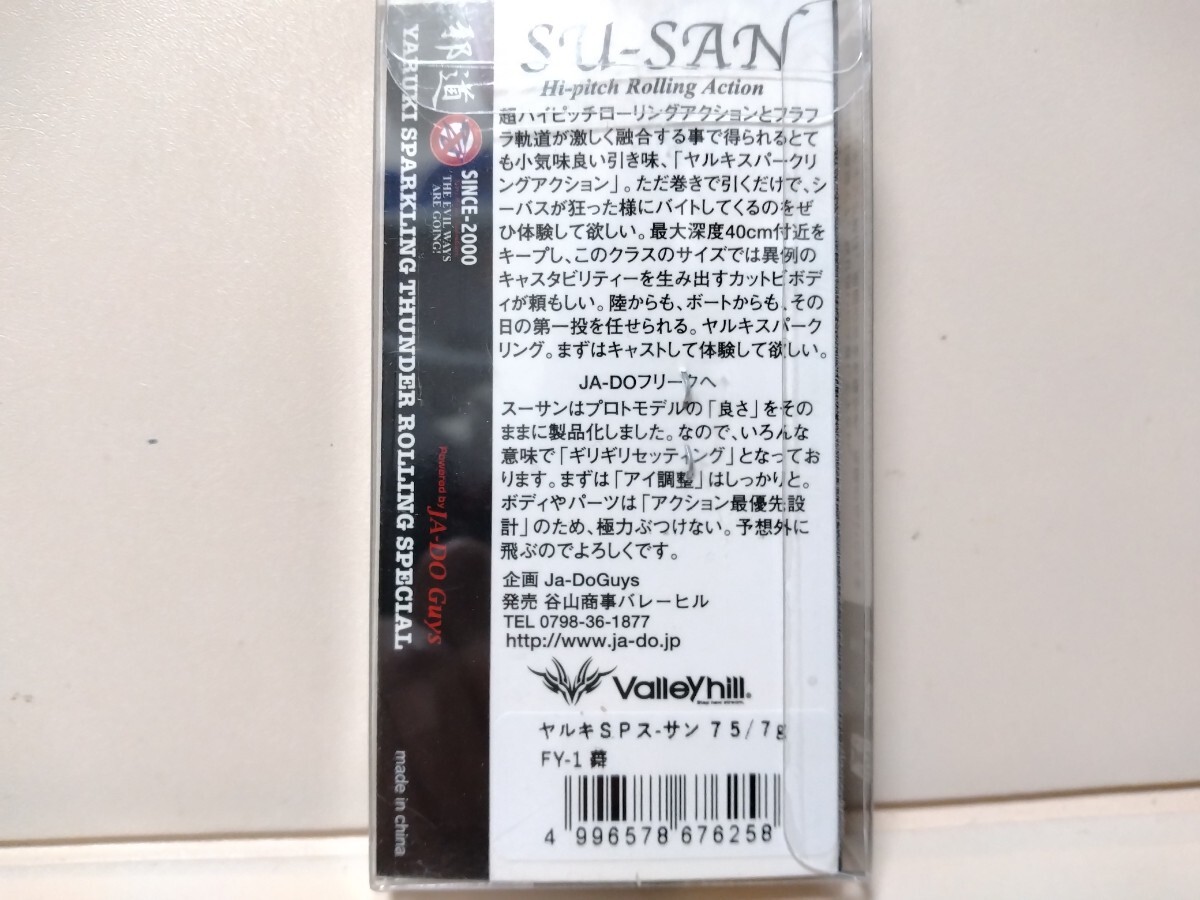 SU-SAN
Hi-pitch Rolling Action
超ハイピッチローリングアクションとフラフ
ラ軌道が激しく融合する事で得られるとて
も小気味良い引き味、「ヤルキスパークリ
ングアクション」。ただ巻きで引くだけで、シ
ーバスが狂った様にバイトしてくるのをぜ
ひ体験して欲しい。最大深度40cm付近を
キープし、このクラスのサイズでは異例の
キャスタビリティーを生み出すカットビボデ
ィが頼もしい。陸からも、ボートからも、その
日の第一投を任せられる。ヤルキスパーク
リング。まずはキャストして体験して欲しい。
JA-DOフリークへ
スーサンはプロトモデルの「良さ」をその
ままに製品化しました。なので、いろんな
意味で「ギリギリセッティング」となってお
ります。まずは「アイ調整」はしっかりと。
ボディやパーツは「アクション最優先設
計」のため、極力ぶつけない。予想外に
飛ぶのでよろしくです。
企画 Ja-DoGuys
発売 谷山商事バレーヒル
TEL 0798-36-1877
http://www.ja-do.jp
Valleyhill®
ヤルキSPス-サン 75/7g
FY-1
4 996578 676258
邪道
SINCE-2000
THE EVIL WAYS
ARE GOING!
YARUKI SPARKLING THUNDER ROLLING SPECIAL
Powered by JA-DO Guys
made in china